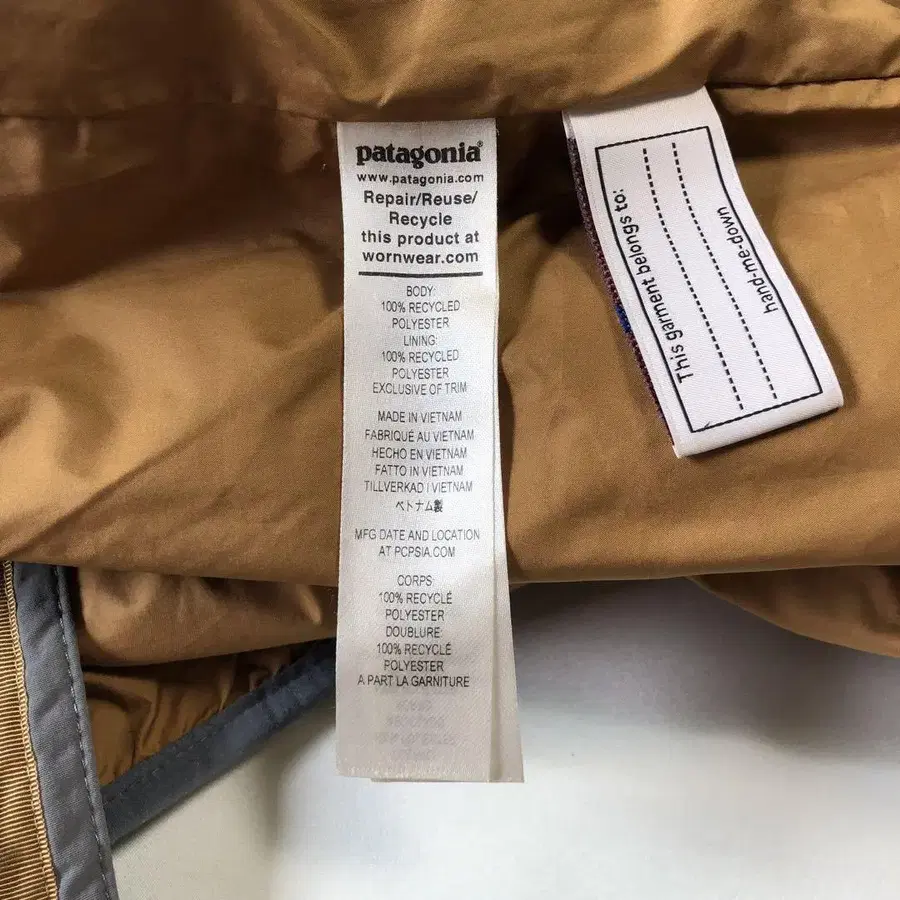 patagonia®
www.patagonia.com
Repair/Reuse/
Recycle
this product at
wornwear.com
BODY:
100% RECYCLED
POLYESTER
LINING:
100% RECYCLED
POLYESTER
EXCLUSIVE OF TRIM
MADE IN VIETNAM
FABRIQUÉ AU VIETNAM
HECHO EN VIETNAM
FATTO IN VIETNAM
TILLVERKAD I VIETNAM
ベトナム製
MFG DATE AND LOCATION
AT PCPSIA.COM
CORPS:
100% RECYCLÉ
POLYESTER
DOUBLURE:
100% RECYCLÉ
POLYESTER
A PART LA GARNITURE
This garment belongs to:
hand-me-down